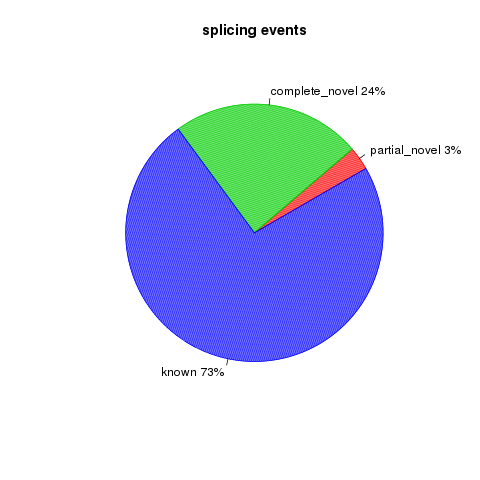 splicing events
complete_novel 24%
partial_novel 3%
known 73%